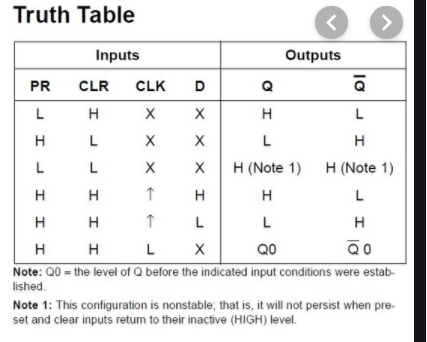 Truth Table
Inputs Outputs
PR CLR CLK D Q Q̅
L H X X H L
H L X X L H
L L X X H (Note 1) H (Note 1)
H H ↑ H H L
H H ↑ L L H
H H L X Q0 Q̅ 0
Note: Q0 = the level of Q before the indicated input conditions were estab-
lished.
Note 1: This configuration is nonstable; that is, it will not persist when pre-
set and clear inputs return to their inactive (HIGH) level.